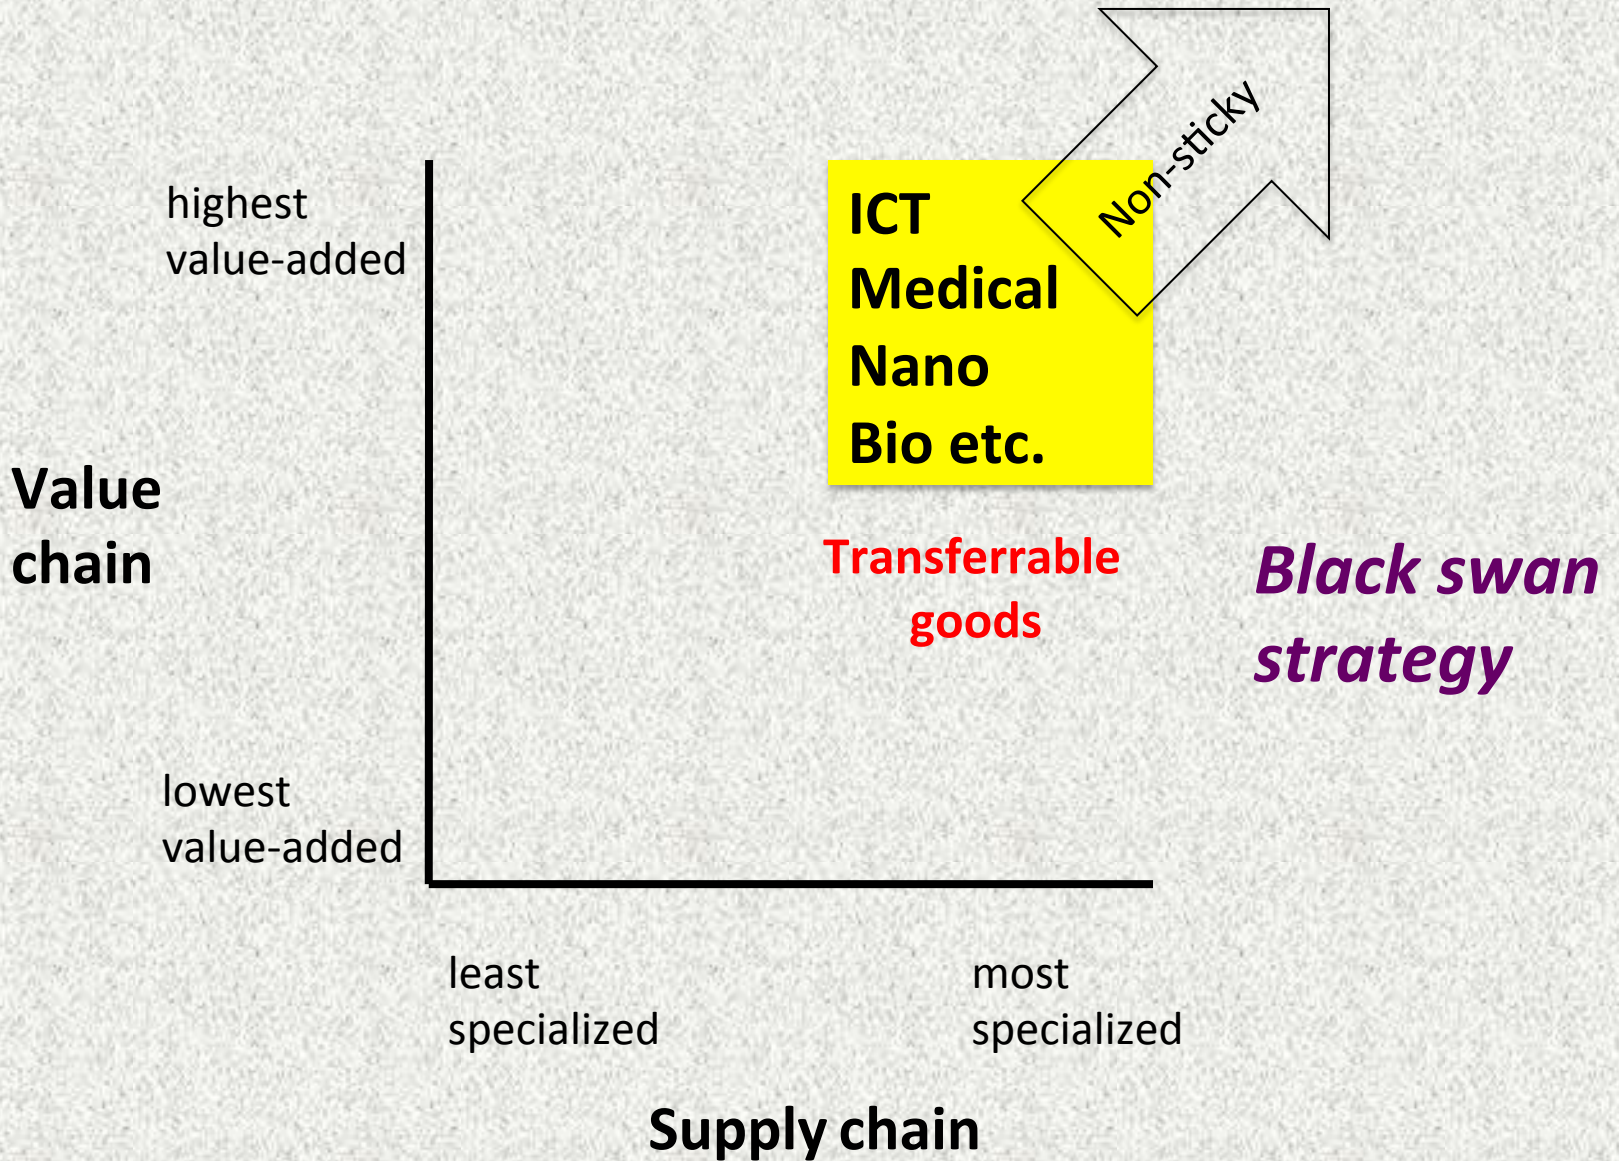 Non-sticky
highest
value-added
ICT
Medical
Nano
Bio etc.
Value
chain
Transferrable
goods
Black swan
strategy
lowest
value-added
least
specialized
most
specialized
Supply chain